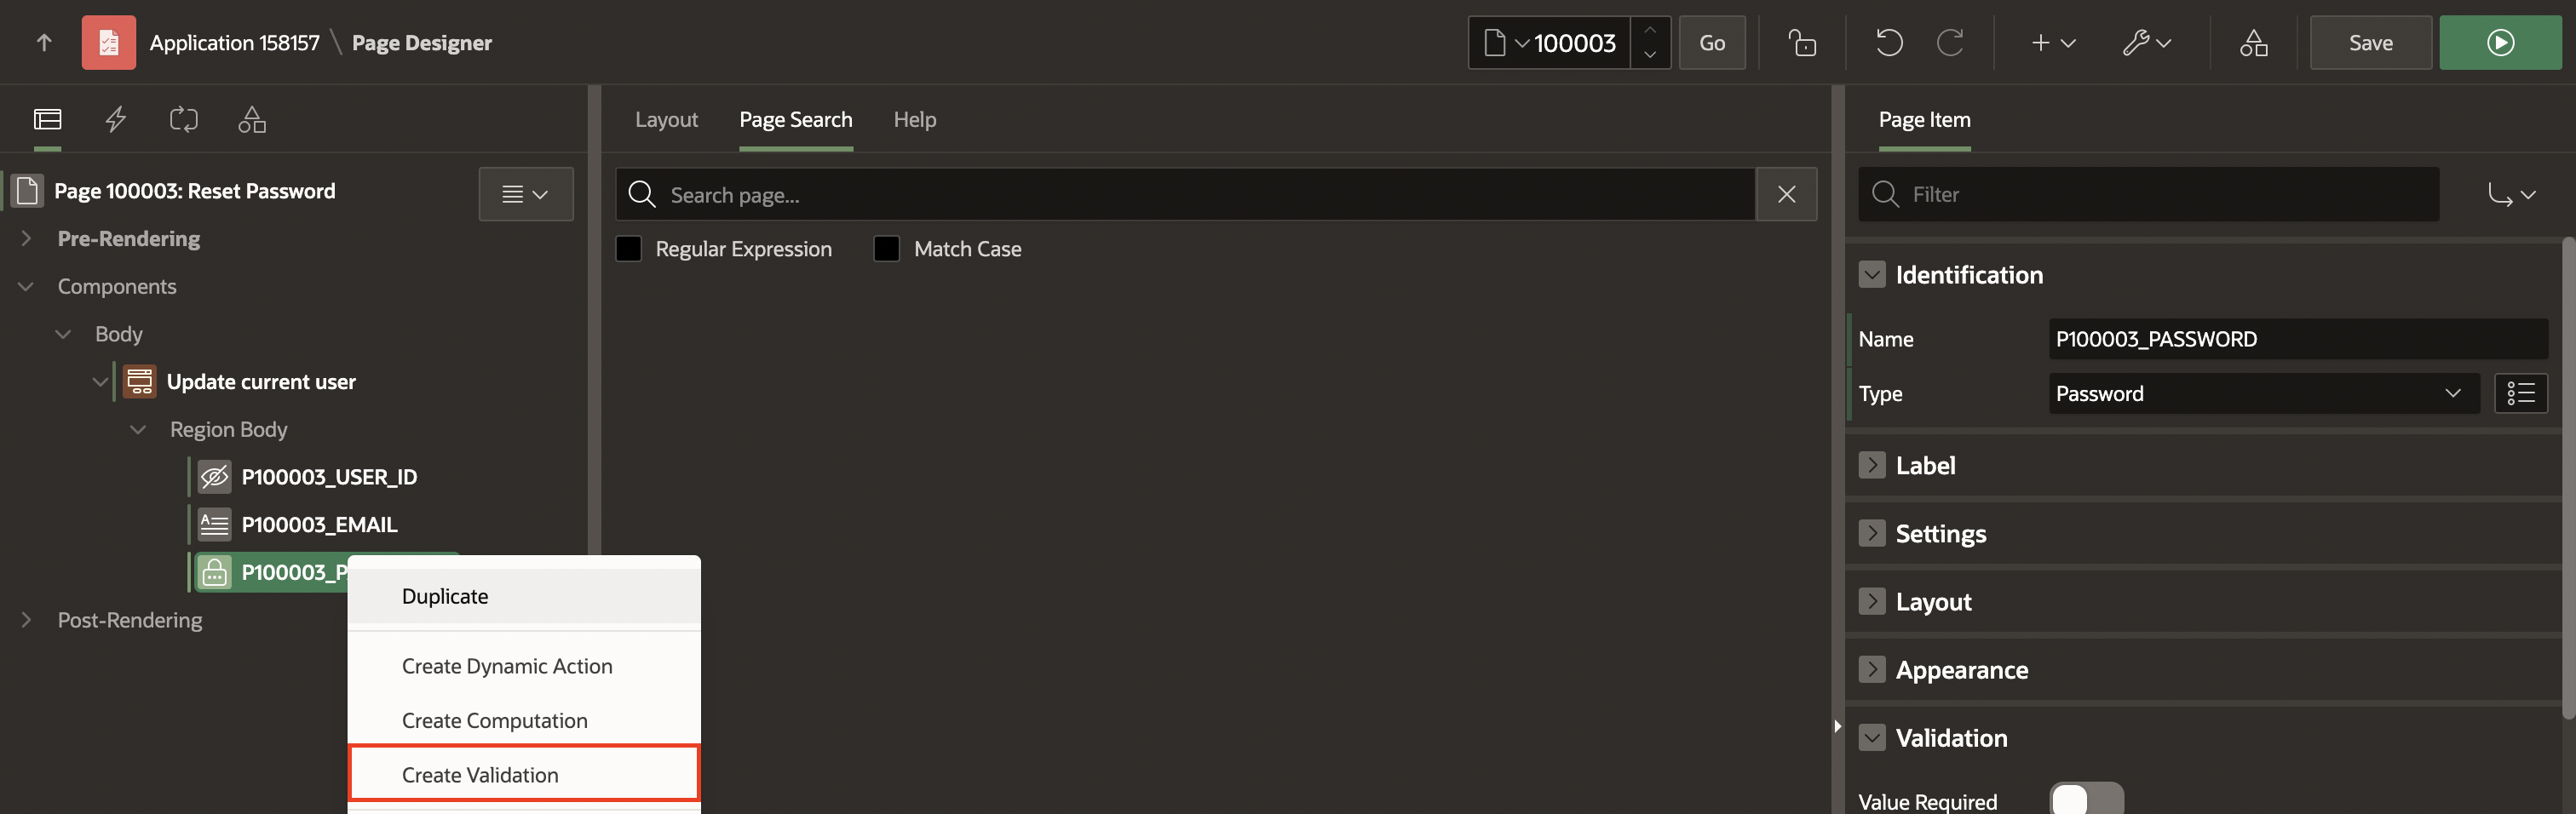 Application 158157 \ Page Designer
100003
Go
Save
Page 100003: Reset Password
Pre-Rendering
Components
Body
Update current user
Region Body
P100003_USER_ID
P100003_EMAIL
P100003_P
Post-Rendering
Duplicate
Create Dynamic Action
Create Computation
Create Validation
Layout Page Search Help
Search page...
Regular Expression Match Case
Page Item
Filter
Identification
Name P100003_PASSWORD
Type Password
Label
Settings
Layout
Appearance
Validation
Value Required